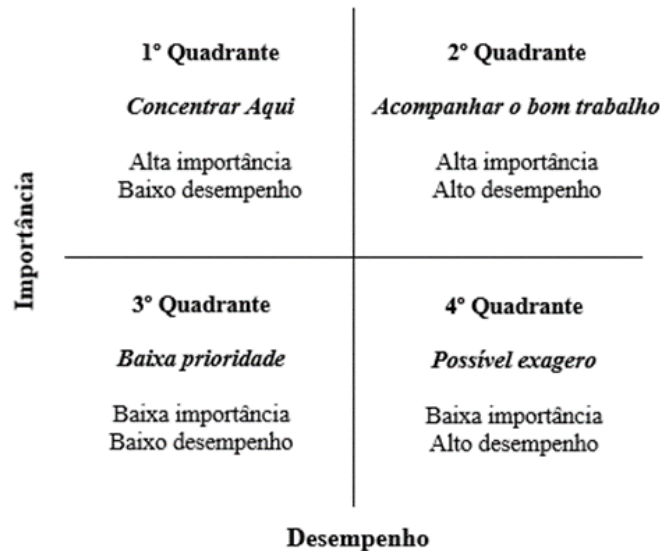 Importância
1° Quadrante
Concentrar Aqui
Alta importância
Baixo desempenho
2° Quadrante
Acompanhar o bom trabalho
Alta importância
Alto desempenho
3° Quadrante
Baixa prioridade
Baixa importância
Baixo desempenho
4° Quadrante
Possível exagero
Baixa importância
Alto desempenho
Desempenho